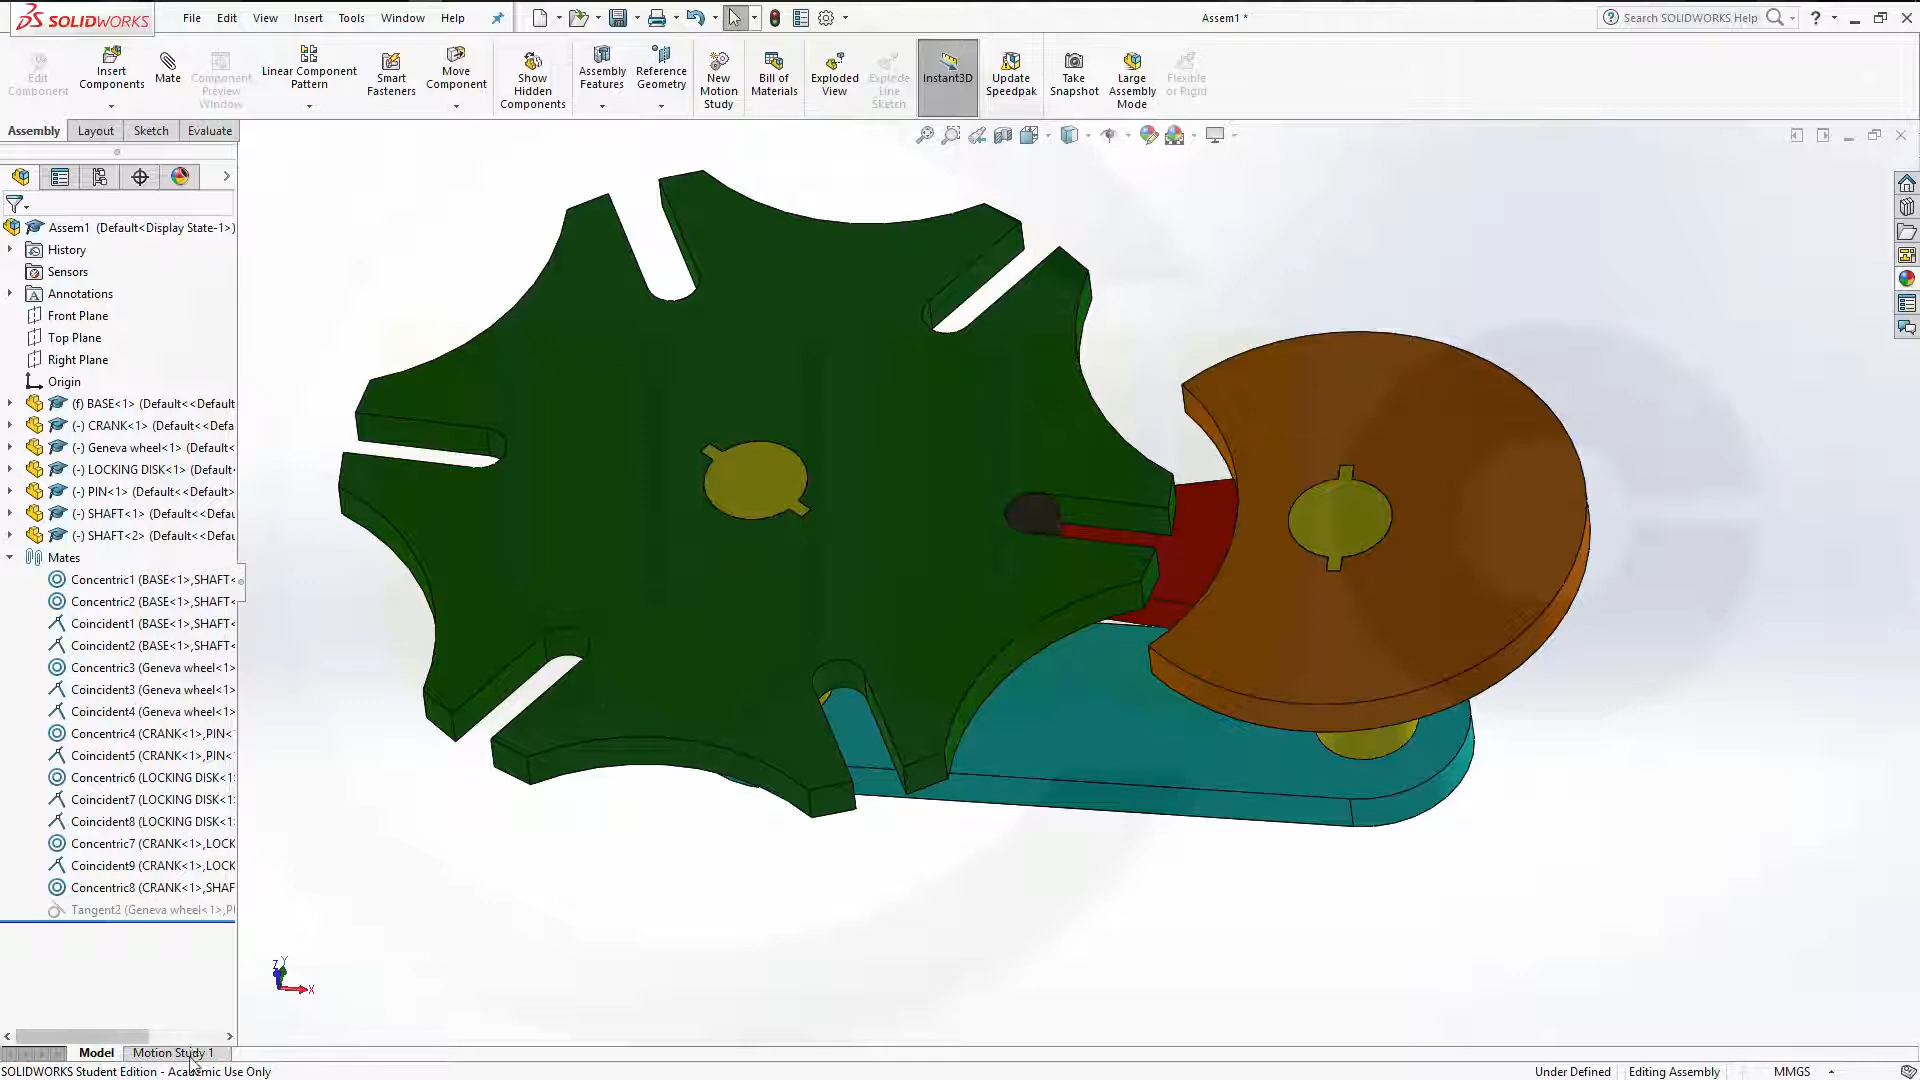 SOLIDWORKS
File Edit View Insert Tools Window Help
Assem1 *
Search SOLIDWORKS Help
Edit Component
Insert Components
Mate
Component Preview Window
Linear Component Pattern
Smart Fasteners
Move Component
Show Hidden Components
Assembly Features
Reference Geometry
New Motion Study
Bill of Materials
Exploded View
Explode Line Sketch
Instant3D
Update Speedpak
Take Snapshot
Large Assembly Mode
Flexible or Rigid
Assembly Layout Sketch Evaluate
Assem1 (Default<Display State-1>)
History
Sensors
Annotations
Front Plane
Top Plane
Right Plane
Origin
(f) BASE<1> (Default<<Default
(-) CRANK<1> (Default<<Defa
(-) Geneva wheel<1> (Default<
(-) LOCKING DISK<1> (Default<
(-) PIN<1> (Default<<Default>
(-) SHAFT<1> (Default<<Defau
(-) SHAFT<2> (Default<<Defau
Mates
Concentric1 (BASE<1>,SHAFT<
Concentric2 (BASE<1>,SHAFT<
Coincident1 (BASE<1>,SHAFT<
Coincident2 (BASE<1>,SHAFT<
Concentric3 (Geneva wheel<1>
Coincident3 (Geneva wheel<1>
Coincident4 (Geneva wheel<1>
Concentric4 (CRANK<1>,PIN<
Coincident5 (CRANK<1>,PIN<
Concentric6 (LOCKING DISK<1>
Coincident7 (LOCKING DISK<1>
Coincident8 (LOCKING DISK<1>
Concentric7 (CRANK<1>,LOCK
Coincident9 (CRANK<1>,LOCK
Concentric8 (CRANK<1>,SHAF
Tangent2 (Geneva wheel<1>,PI
Z Y
X
Model Motion Study 1
SOLIDWORKS Student Edition - Academic Use Only
Under Defined Editing Assembly MMGS